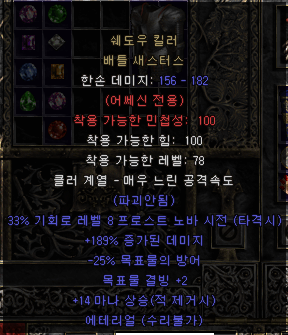 쉐도우 킬러
배틀 세스터스
한손 데미지: 156 - 182
(어쌔신 전용)
착용 가능한 민첩성: 100
착용 가능한 힘: 100
착용 가능한 레벨: 78
클러 계열 - 매우 느린 공격속도
(파괴안됨)
33% 기회로 레벨 8 프로스트 노바 시전 (타격시)
+189% 증가된 데미지
-25% 목표물의 방어
목표물 결빙 +2
+14 마나 상승(적 제거시)
에테리얼 (수리불가)